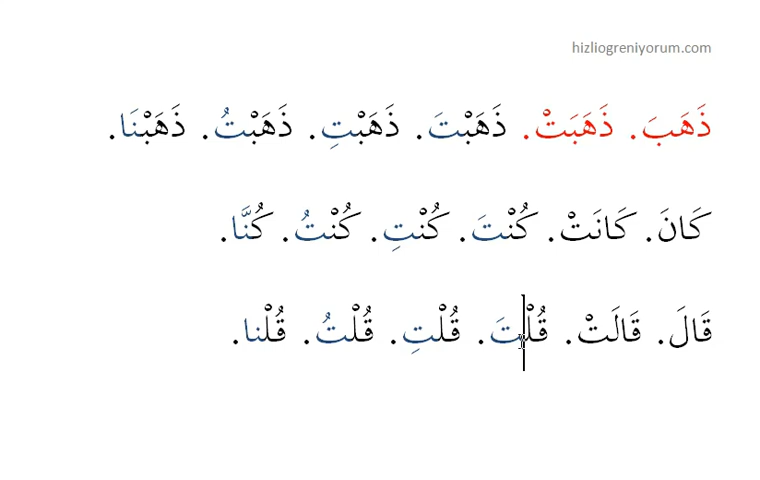 hizliogreniyorum.com
ذَهَبَ. ذَهَبَتْ. ذَهَبْتَ. ذَهَبْتِ. ذَهَبْتُ. ذَهَبْنَا.
كَانَ. كَانَتْ. كُنْتَ. كُنْتِ. كُنْتُ. كُنَّا.
قَالَ. قَالَتْ. قُلْتَ. قُلْتِ. قُلْتُ. قُلْنا.